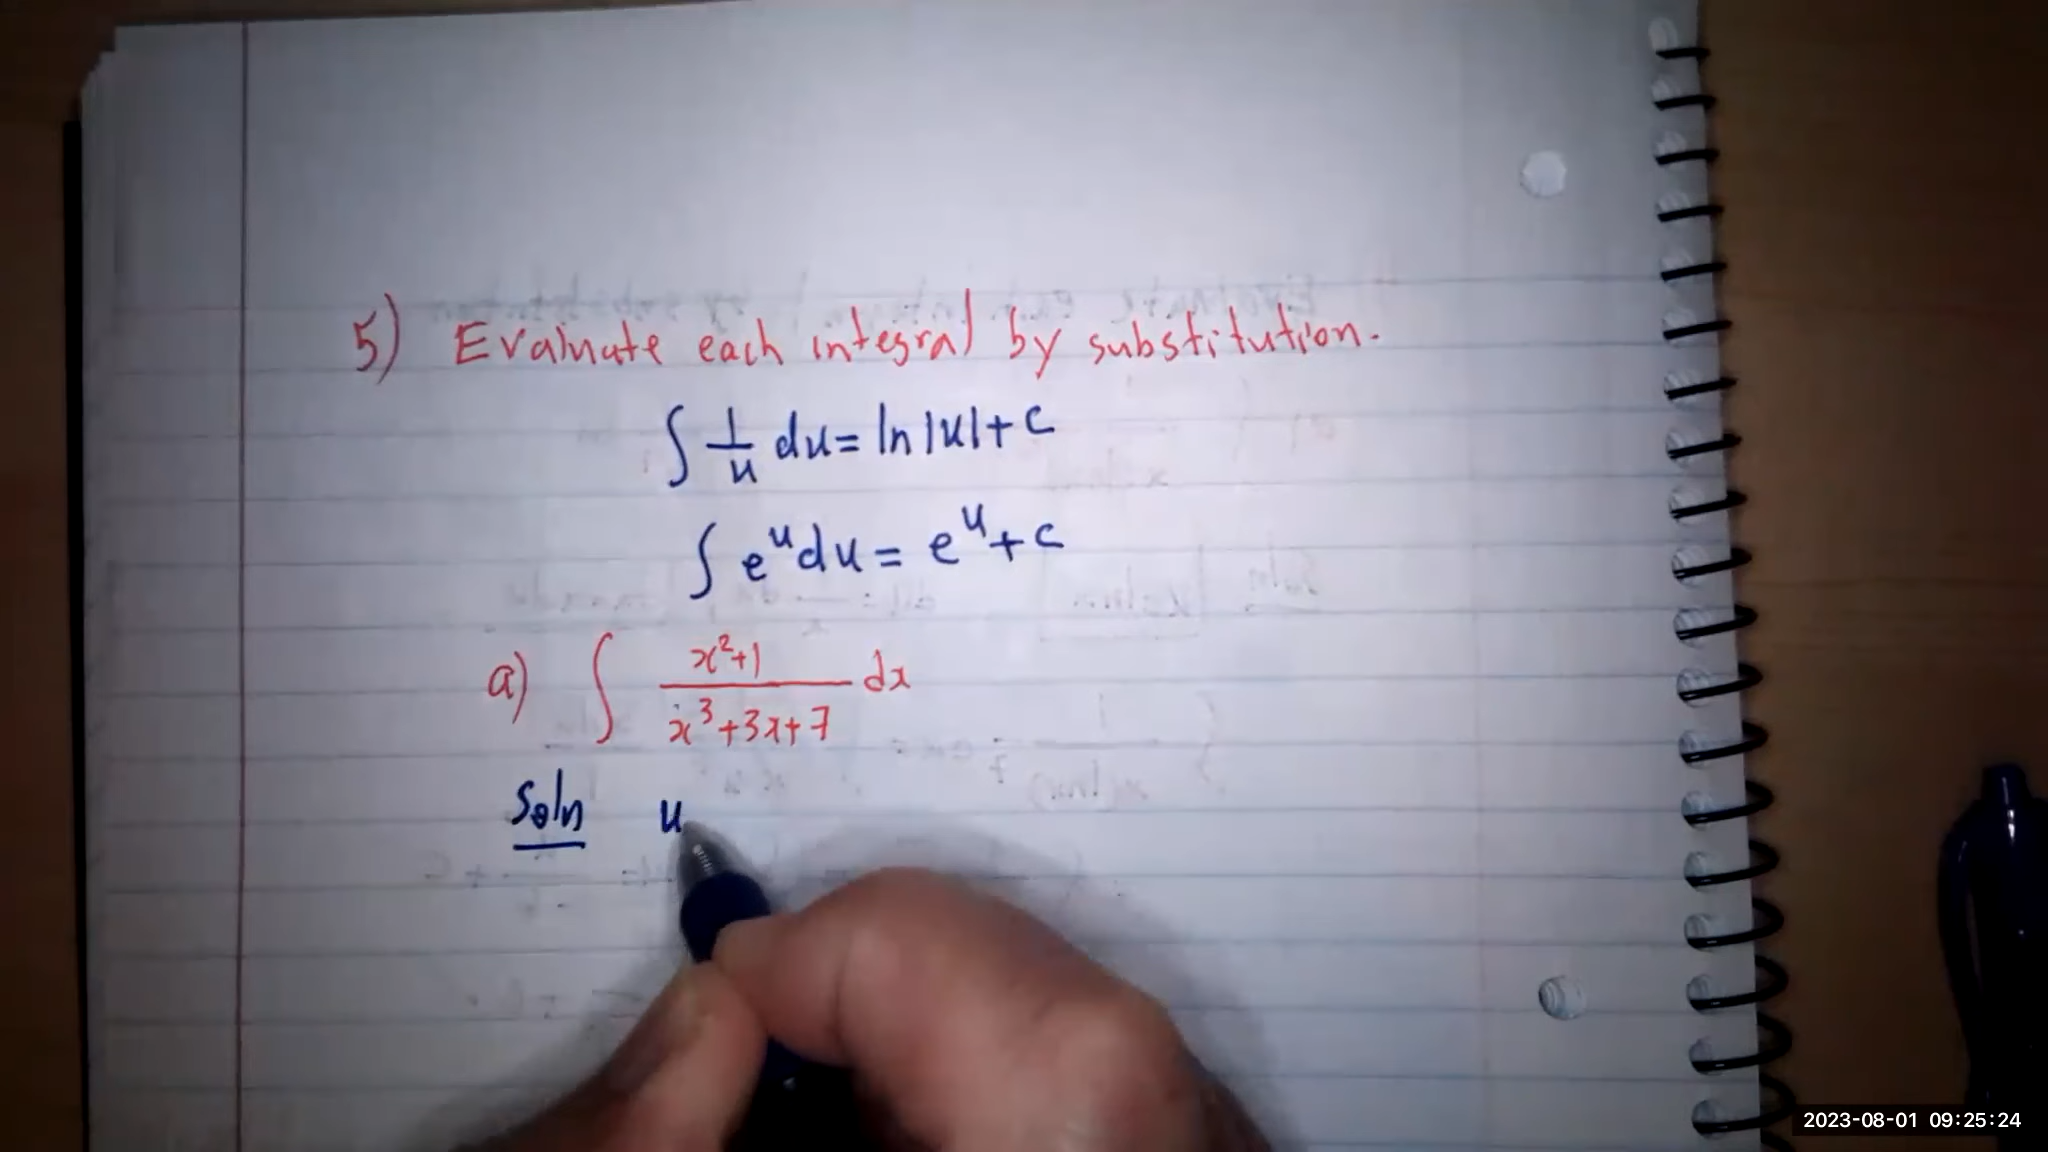 5) Evaluate each integral by substitution.
∫ 1/u du = ln|u| + c
∫ e^u du = e^u + c
a) ∫ (x²+1)/(x³+3x+7) dx
Soln u
2023-08-01 09:25:24